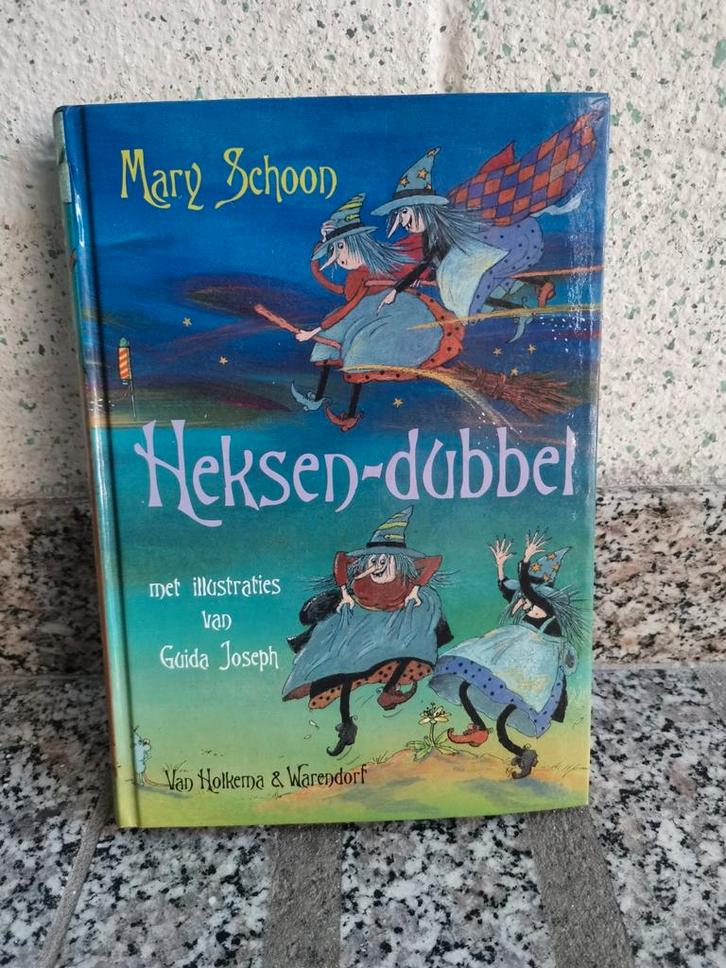 Mary Schoon
Heksen-dubbel
met illustraties
van
Guida Joseph
Van Holkema & Warendorf